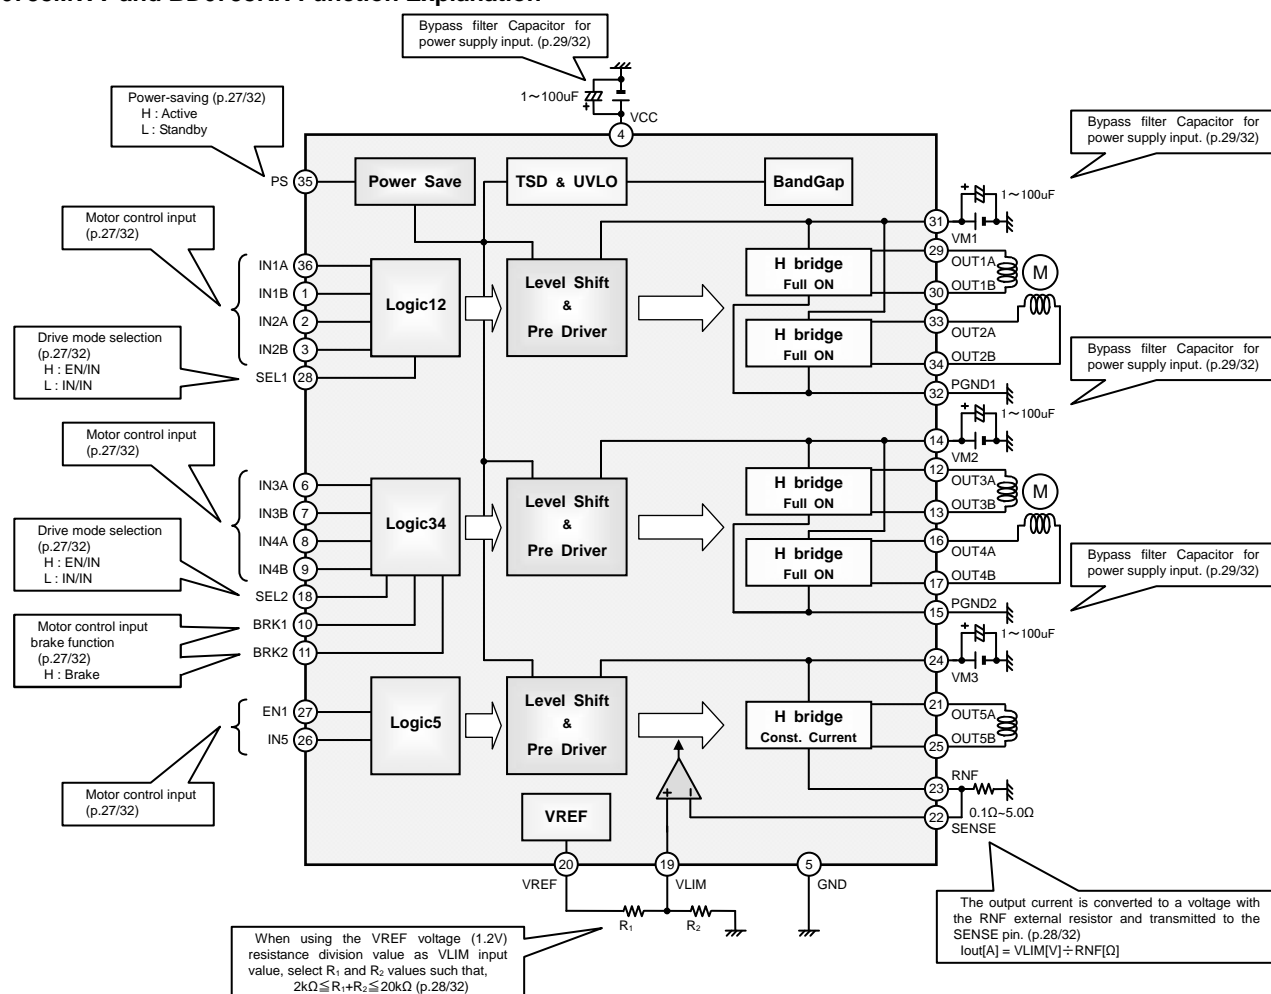 Bypass filter Capacitor for
power supply input. (p.29/32)
1～100uF
+
VCC
4
Power-saving (p.27/32)
H : Active
L : Standby
PS
35
Power Save
TSD & UVLO
BandGap
Bypass filter Capacitor for
power supply input. (p.29/32)
+
1～100uF
31
VM1
Motor control input
(p.27/32)
IN1A
36
IN1B
1
IN2A
2
IN2B
3
SEL1
28
Logic12
Level Shift
&
Pre Driver
H bridge
Full ON
H bridge
Full ON
29
OUT1A
30
OUT1B
M
33
OUT2A
34
OUT2B
32
PGND1
Drive mode selection
(p.27/32)
H : EN/IN
L : IN/IN
Bypass filter Capacitor for
power supply input. (p.29/32)
+
1～100uF
14
VM2
Motor control input
(p.27/32)
IN3A
6
IN3B
7
IN4A
8
IN4B
9
SEL2
18
BRK1
10
BRK2
11
Logic34
Level Shift
&
Pre Driver
H bridge
Full ON
H bridge
Full ON
12
OUT3A
13
OUT3B
M
16
OUT4A
17
OUT4B
15
PGND2
Drive mode selection
(p.27/32)
H : EN/IN
L : IN/IN
Motor control input
brake function
(p.27/32)
H : Brake
Bypass filter Capacitor for
power supply input. (p.29/32)
+
1～100uF
24
VM3
EN1
27
IN5
26
Logic5
Level Shift
&
Pre Driver
H bridge
Const. Current
21
OUT5A
25
OUT5B
RNF
23
0.1Ω~5.0Ω
22
SENSE
Motor control input
(p.27/32)
+ −
VREF
20
VREF
19
VLIM
5
GND
R₁
R₂
When using the VREF voltage (1.2V)
resistance division value as VLIM input
value, select R₁ and R₂ values such that,
2kΩ≦R₁+R₂≦20kΩ (p.28/32)
The output current is converted to a voltage with
the RNF external resistor and transmitted to the
SENSE pin. (p.28/32)
Iout[A] = VLIM[V]÷RNF[Ω]